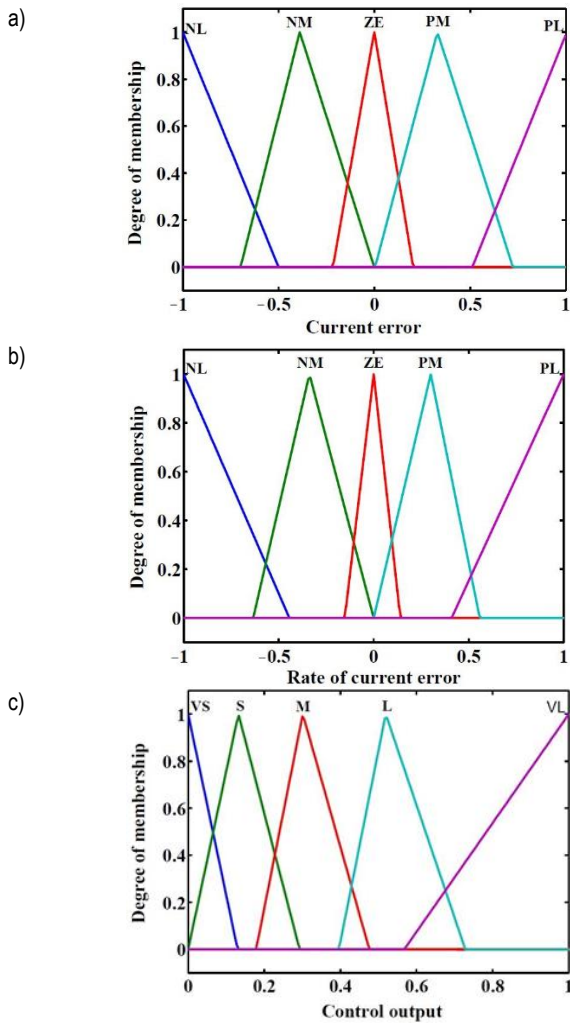 a)
NL NM ZE PM PL
1
0.8
0.6
0.4
0.2
0
Degree of membership
−1 −0.5 0 0.5 1
Current error
b)
NL NM ZE PM PL
1
0.8
0.6
0.4
0.2
0
Degree of membership
−1 −0.5 0 0.5 1
Rate of current error
c)
VS S M L VL
1
0.8
0.6
0.4
0.2
0
Degree of membership
0 0.2 0.4 0.6 0.8 1
Control output